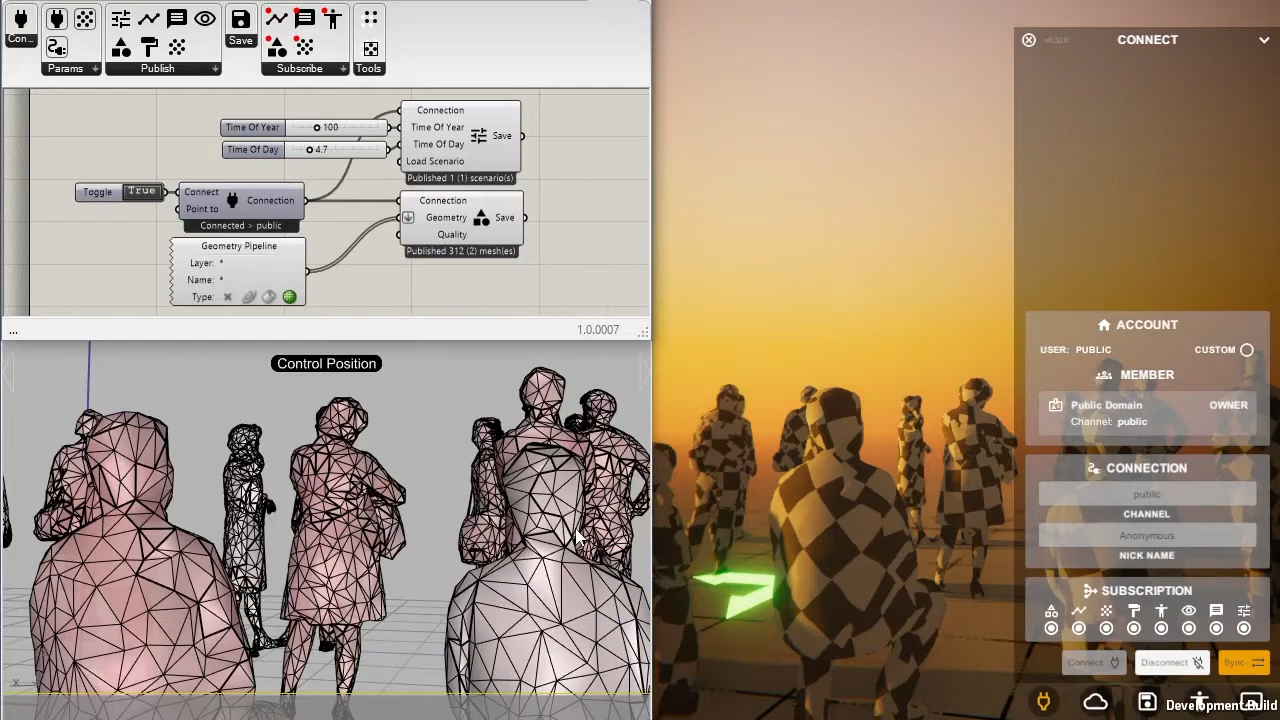 Con...
Params
Publish
Save
Subscribe
Tools
Connection
Time Of Year
100
Time Of Year
Save
Time Of Day
4.7
Time Of Day
Load Scenario
Published 1 (1) scenario(s)
Toggle
True
Connect
Connection
Point to
Connected > public
Connection
Geometry
Save
Quality
Published 312 (2) mesh(es)
Geometry Pipeline
Layer: *
Name: *
Type:
...
1.0.0007
Control Position
x
CONNECT
ACCOUNT
USER: PUBLIC
CUSTOM
MEMBER
Public Domain
OWNER
Channel: public
CONNECTION
public
CHANNEL
Anonymous
NICK NAME
SUBSCRIPTION
Connect
Disconnect
Sync
Development Build